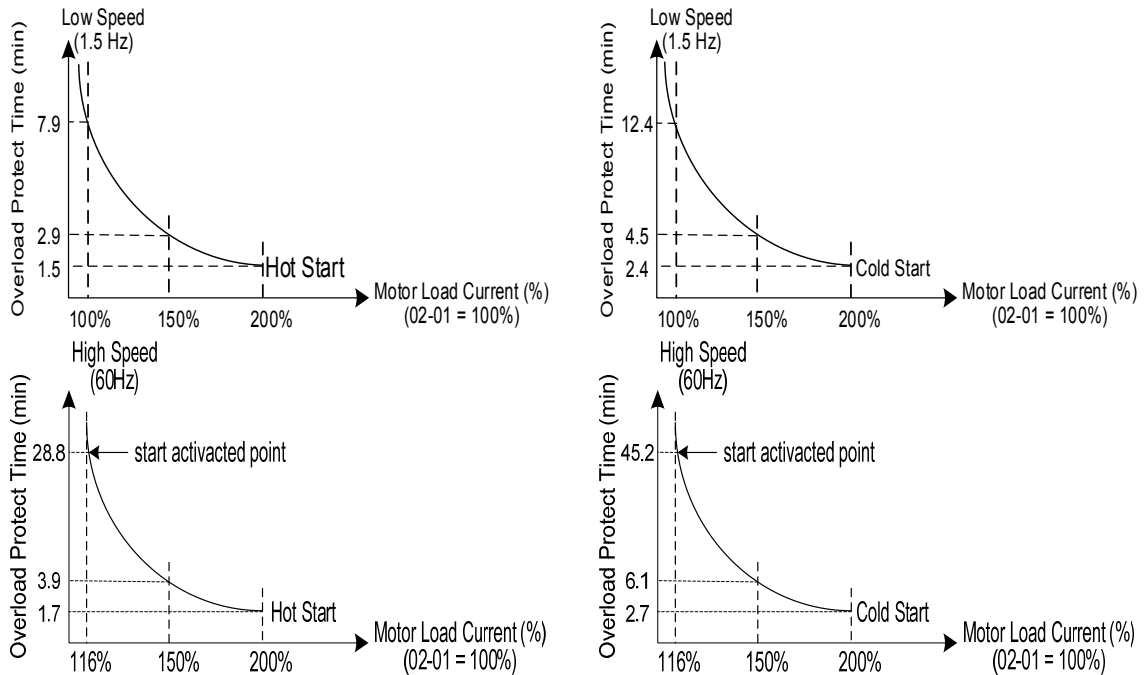 Low Speed
(1.5 Hz)
Overload Protect Time (min)
7.9
2.9
1.5
Hot Start
100%
150%
200%
Motor Load Current (%)
(02-01 = 100%)
Low Speed
(1.5 Hz)
Overload Protect Time (min)
12.4
4.5
2.4
Cold Start
100%
150%
200%
Motor Load Current (%)
(02-01 = 100%)
High Speed
(60Hz)
Overload Protect Time (min)
28.8
start activacted point
3.9
1.7
Hot Start
116%
150%
200%
Motor Load Current (%)
(02-01 = 100%)
High Speed
(60Hz)
Overload Protect Time (min)
45.2
start activacted point
6.1
2.7
Cold Start
116%
150%
200%
Motor Load Current (%)
(02-01 = 100%)